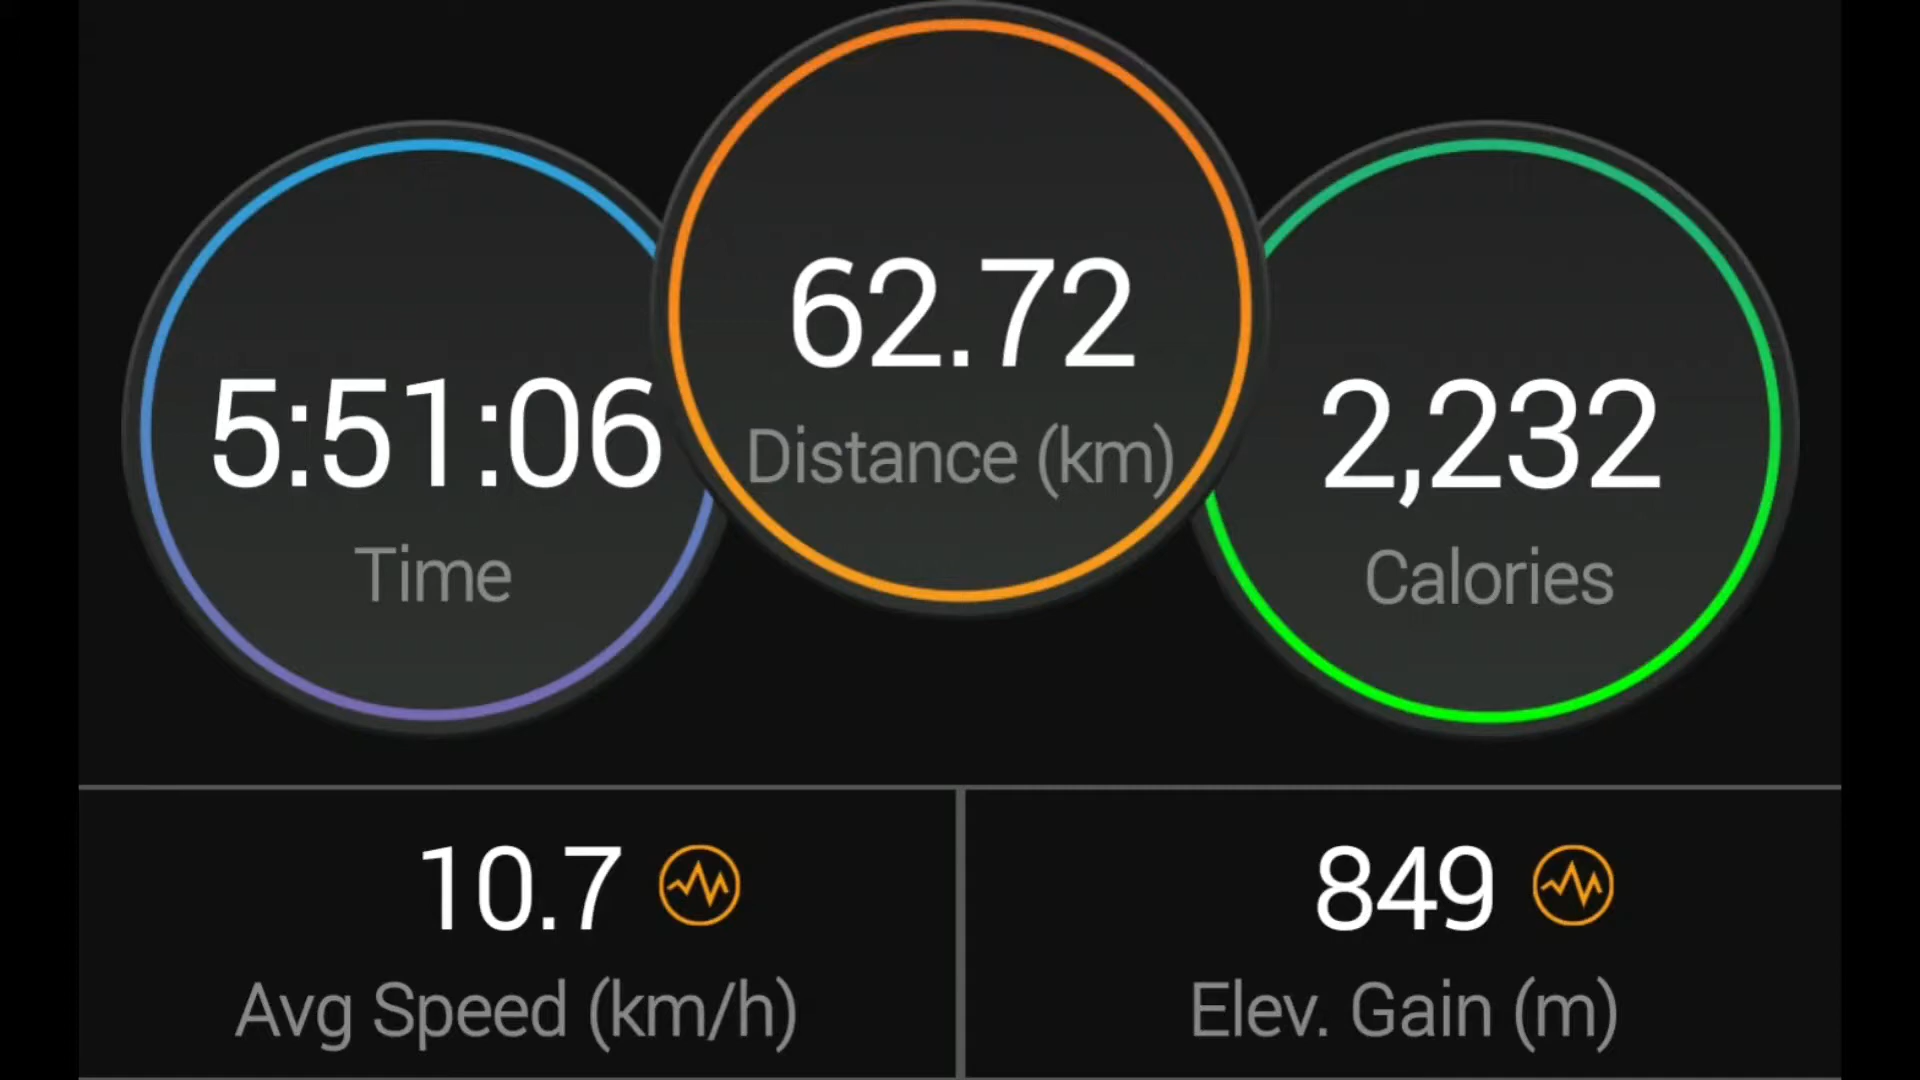 62.72
Distance (km)
5:51:06
Time
2,232
Calories
10.7
Avg Speed (km/h)
849
Elev. Gain (m)